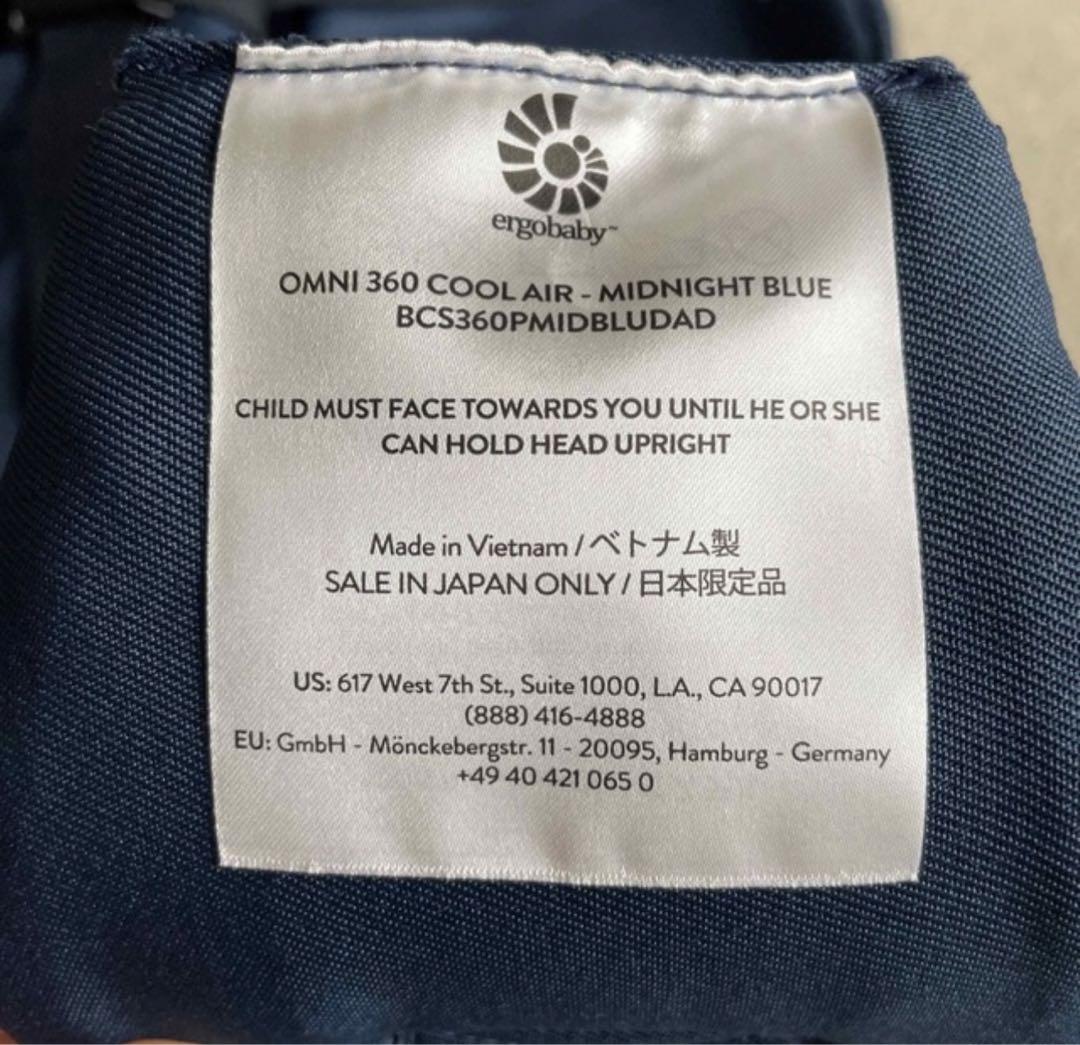 ergobaby™
OMNI 360 COOL AIR - MIDNIGHT BLUE
BCS360PMIDBLUDAD
CHILD MUST FACE TOWARDS YOU UNTIL HE OR SHE
CAN HOLD HEAD UPRIGHT
Made in Vietnam / ベトナム製
SALE IN JAPAN ONLY / 日本限定品
US: 617 West 7th St., Suite 1000, L.A., CA 90017
(888) 416-4888
EU: GmbH - Mönckebergstr. 11 - 20095, Hamburg - Germany
+49 40 421 065 0